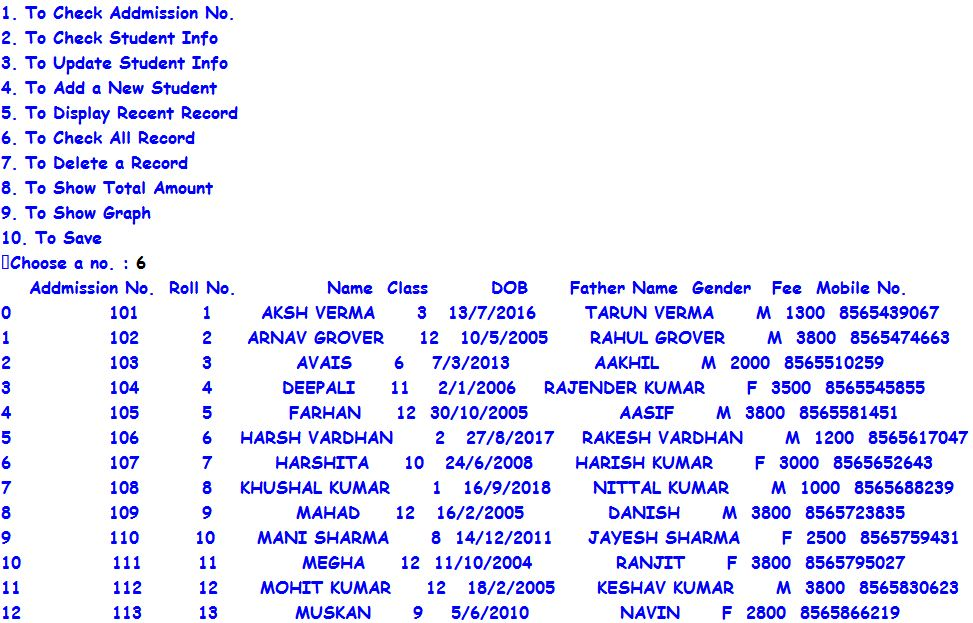 1. To Check Addmission No.
2. To Check Student Info
3. To Update Student Info
4. To Add a New Student
5. To Display Recent Record
6. To Check All Record
7. To Delete a Record
8. To Show Total Amount
9. To Show Graph
10. To Save
Choose a no. : 6
Addmission No. Roll No. Name Class DOB Father Name Gender Fee Mobile No.
0 101 1 AKSH VERMA 3 13/7/2016 TARUN VERMA M 1300 8565439067
1 102 2 ARNAV GROVER 12 10/5/2005 RAHUL GROVER M 3800 8565474663
2 103 3 AVAIS 6 7/3/2013 AAKHIL M 2000 8565510259
3 104 4 DEEPALI 11 2/1/2006 RAJENDER KUMAR F 3500 8565545855
4 105 5 FARHAN 12 30/10/2005 AASIF M 3800 8565581451
5 106 6 HARSH VARDHAN 2 27/8/2017 RAKESH VARDHAN M 1200 8565617047
6 107 7 HARSHITA 10 24/6/2008 HARISH KUMAR F 3000 8565652643
7 108 8 KHUSHAL KUMAR 1 16/9/2018 NITTAL KUMAR M 1000 8565688239
8 109 9 MAHAD 12 16/2/2005 DANISH M 3800 8565723835
9 110 10 MANI SHARMA 8 14/12/2011 JAYESH SHARMA F 2500 8565759431
10 111 11 MEGHA 12 11/10/2004 RANJIT F 3800 8565795027
11 112 12 MOHIT KUMAR 12 18/2/2005 KESHAV KUMAR M 3800 8565830623
12 113 13 MUSKAN 9 5/6/2010 NAVIN F 2800 8565866219